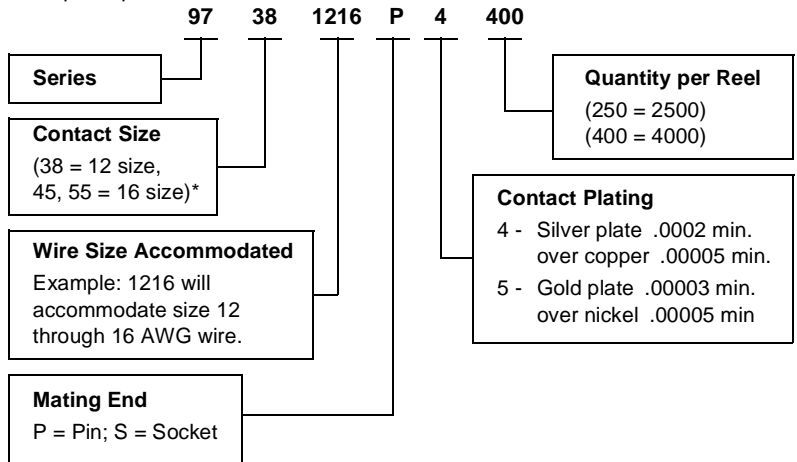 97 38 1216 P 4 400
Series
Contact Size
(38 = 12 size,
45, 55 = 16 size)*
Wire Size Accommodated
Example: 1216 will
accommodate size 12
through 16 AWG wire.
Mating End
P = Pin; S = Socket
Quantity per Reel
(250 = 2500)
(400 = 4000)
Contact Plating
4 - Silver plate .0002 min.
over copper .00005 min.
5 - Gold plate .00003 min.
over nickel .00005 min